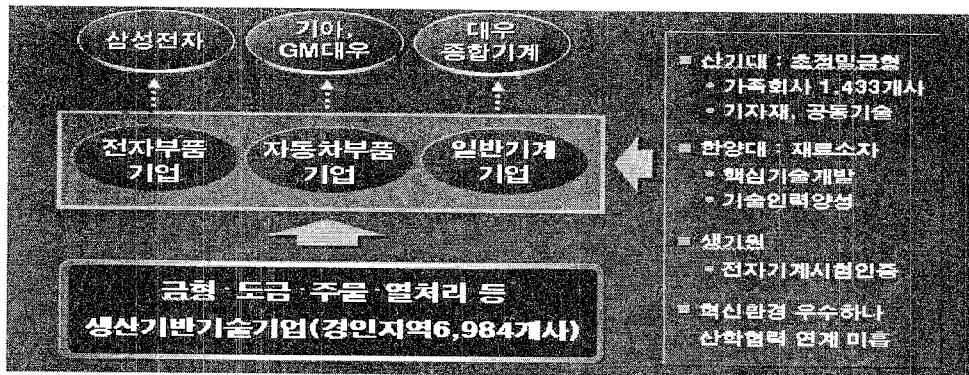 삼성전자
기아,
GM대우
대우
종합기계
전자부품
기업
자동차부품
기업
일반기계
기업
금형·도금·주물·열처리 등
생산기반기술기업(경인지역6,984개사)
산기대 : 초정밀금형
가족회사 1.433개사
기자재, 공동기술
한양대 : 재료소자
핵심기술개발
기술인력양성
생기원
전자기계시험인증
혁신환경 우수하나
산학협력 연계 미흡